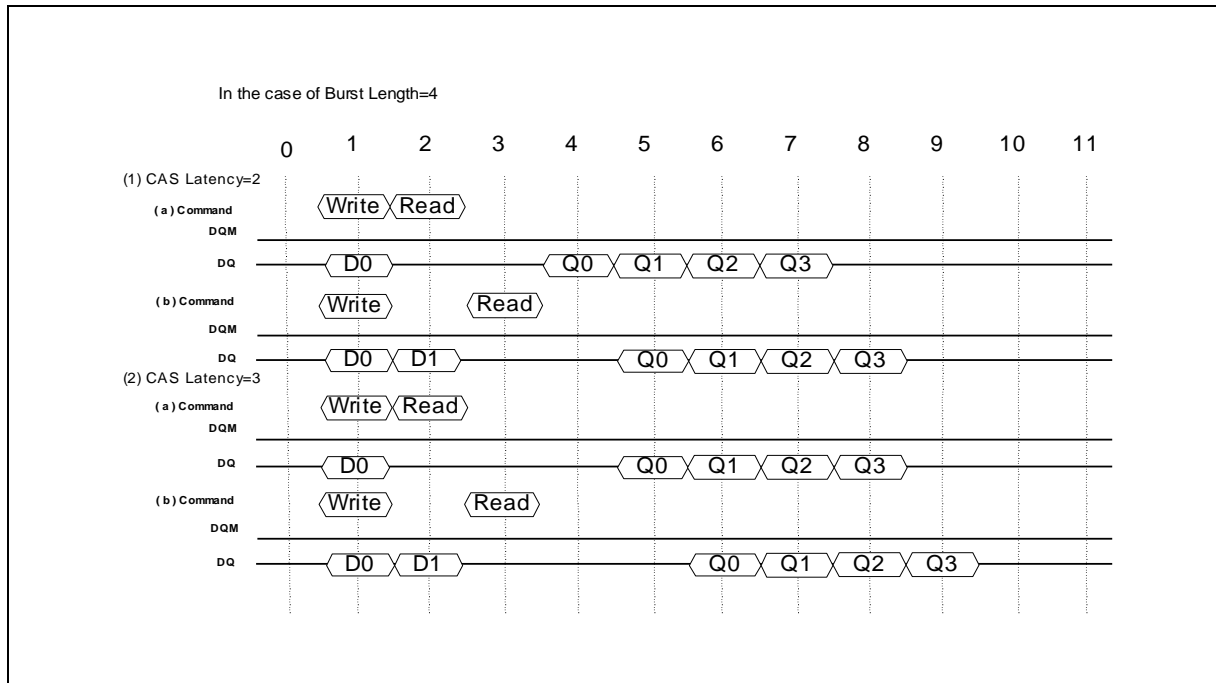 In the case of Burst Length=4
0 1 2 3 4 5 6 7 8 9 10 11
(1) CAS Latency=2
( a ) Command Write Read
DQM
DQ D0 Q0 Q1 Q2 Q3
( b ) Command Write Read
DQM
DQ D0 D1 Q0 Q1 Q2 Q3
(2) CAS Latency=3
( a ) Command Write Read
DQM
DQ D0 Q0 Q1 Q2 Q3
( b ) Command Write Read
DQM
DQ D0 D1 Q0 Q1 Q2 Q3